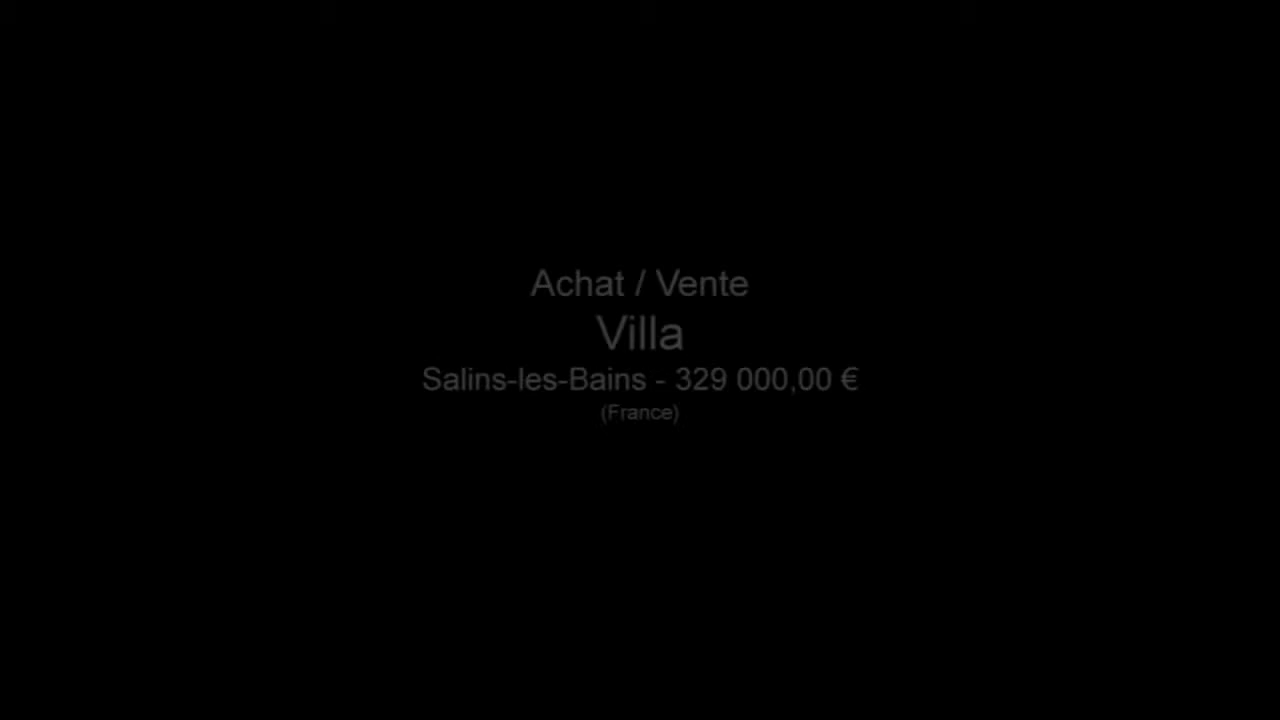 Achat / Vente
Villa
Salins-les-Bains - 329 000,00 €
(France)